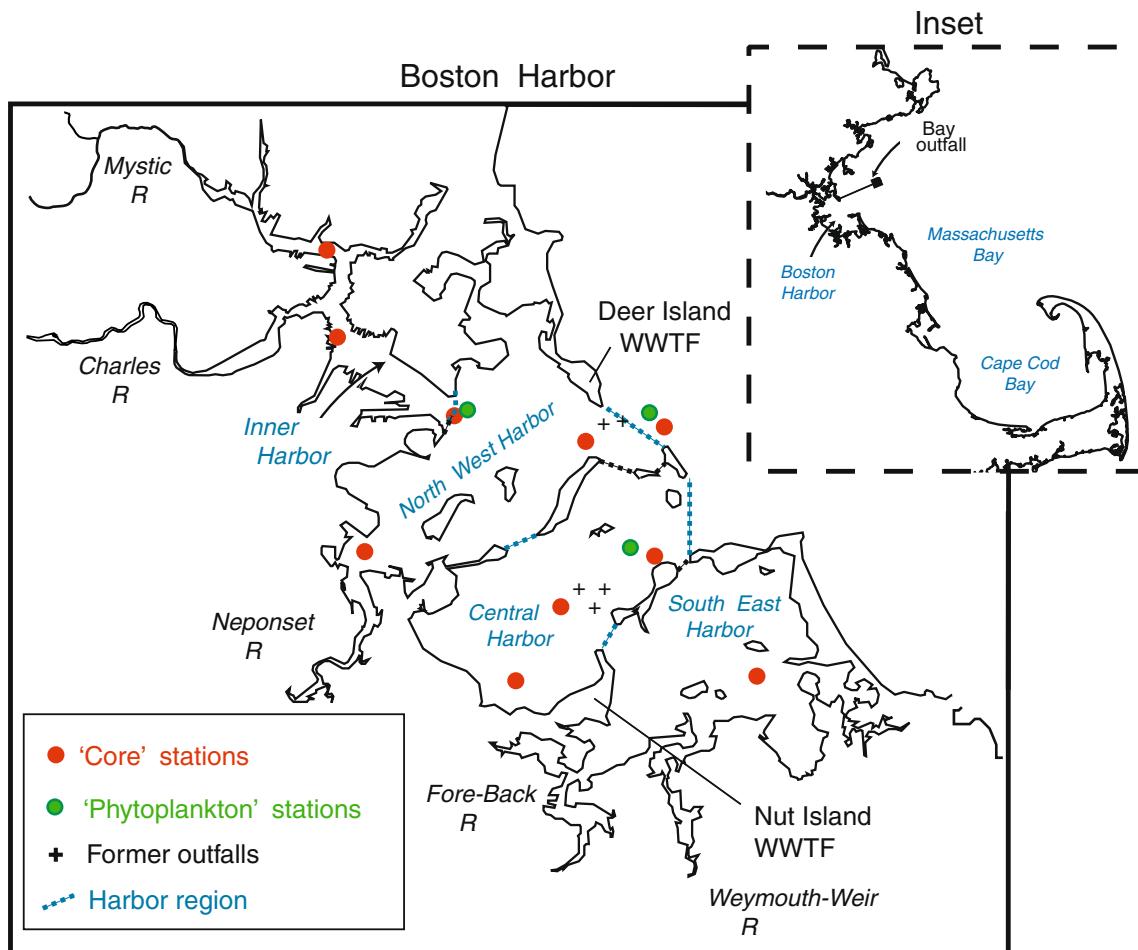 Inset
Boston Harbor
Bay
outfall
Massachusetts
Bay
Boston
Harbor
Cape Cod
Bay
Mystic
R
Deer Island
WWTF
Charles
R
Inner
Harbor
North West Harbor
Neponset
R
Central
Harbor
South East
Harbor
Fore-Back
R
Nut Island
WWTF
Weymouth-Weir
R
'Core' stations
'Phytoplankton' stations
Former outfalls
Harbor region